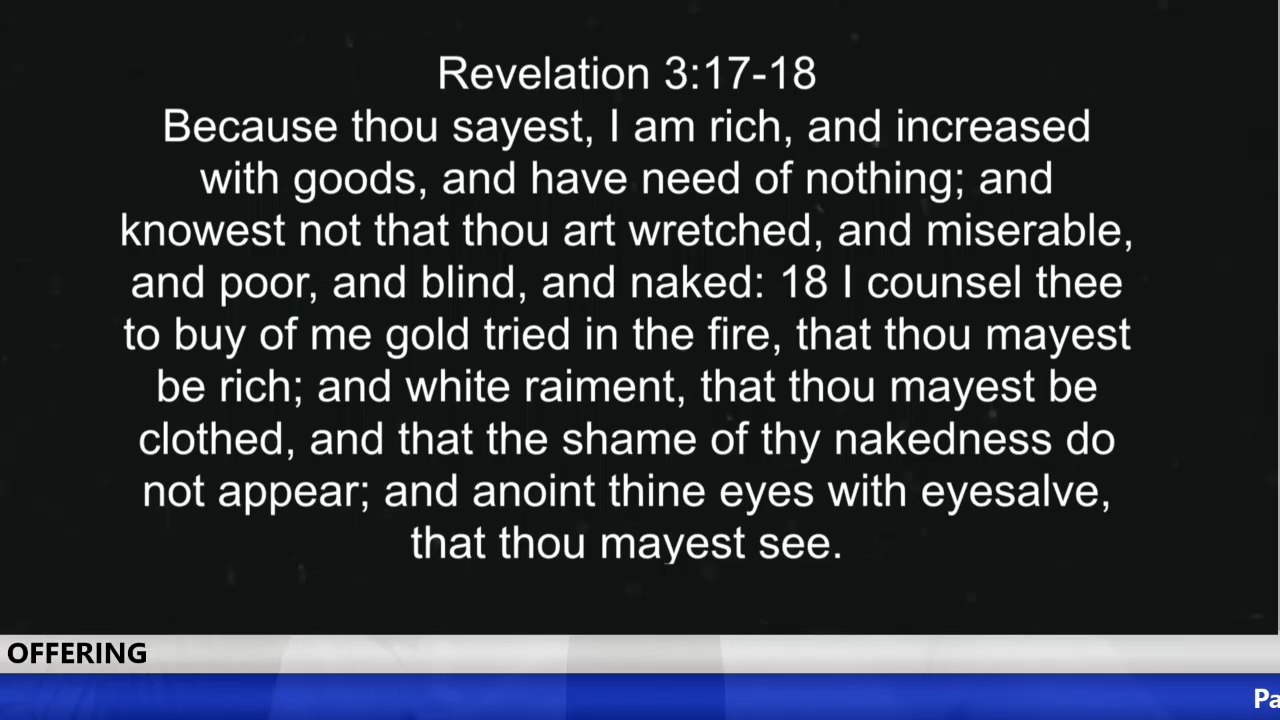 Revelation 3:17-18
Because thou sayest, I am rich, and increased
with goods, and have need of nothing; and
knowest not that thou art wretched, and miserable,
and poor, and blind, and naked: 18 I counsel thee
to buy of me gold tried in the fire, that thou mayest
be rich; and white raiment, that thou mayest be
clothed, and that the shame of thy nakedness do
not appear; and anoint thine eyes with eyesalve,
that thou mayest see.
OFFERING